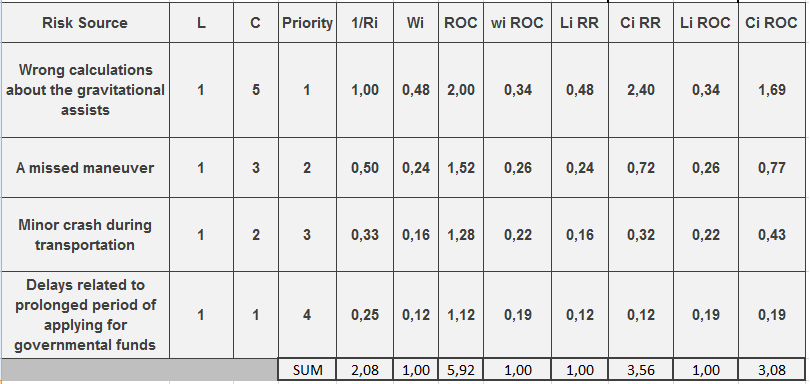 Risk Source L C Priority 1/Ri Wi ROC wi ROC Li RR Ci RR Li ROC Ci ROC
Wrong calculations
about the gravitational
assists
1 5 1 1,00 0,48 2,00 0,34 0,48 2,40 0,34 1,69
A missed maneuver 1 3 2 0,50 0,24 1,52 0,26 0,24 0,72 0,26 0,77
Minor crash during
transportation
1 2 3 0,33 0,16 1,28 0,22 0,16 0,32 0,22 0,43
Delays related to
prolonged period of
applying for
governmental funds
1 1 4 0,25 0,12 1,12 0,19 0,12 0,12 0,19 0,19
SUM 2,08 1,00 5,92 1,00 1,00 3,56 1,00 3,08